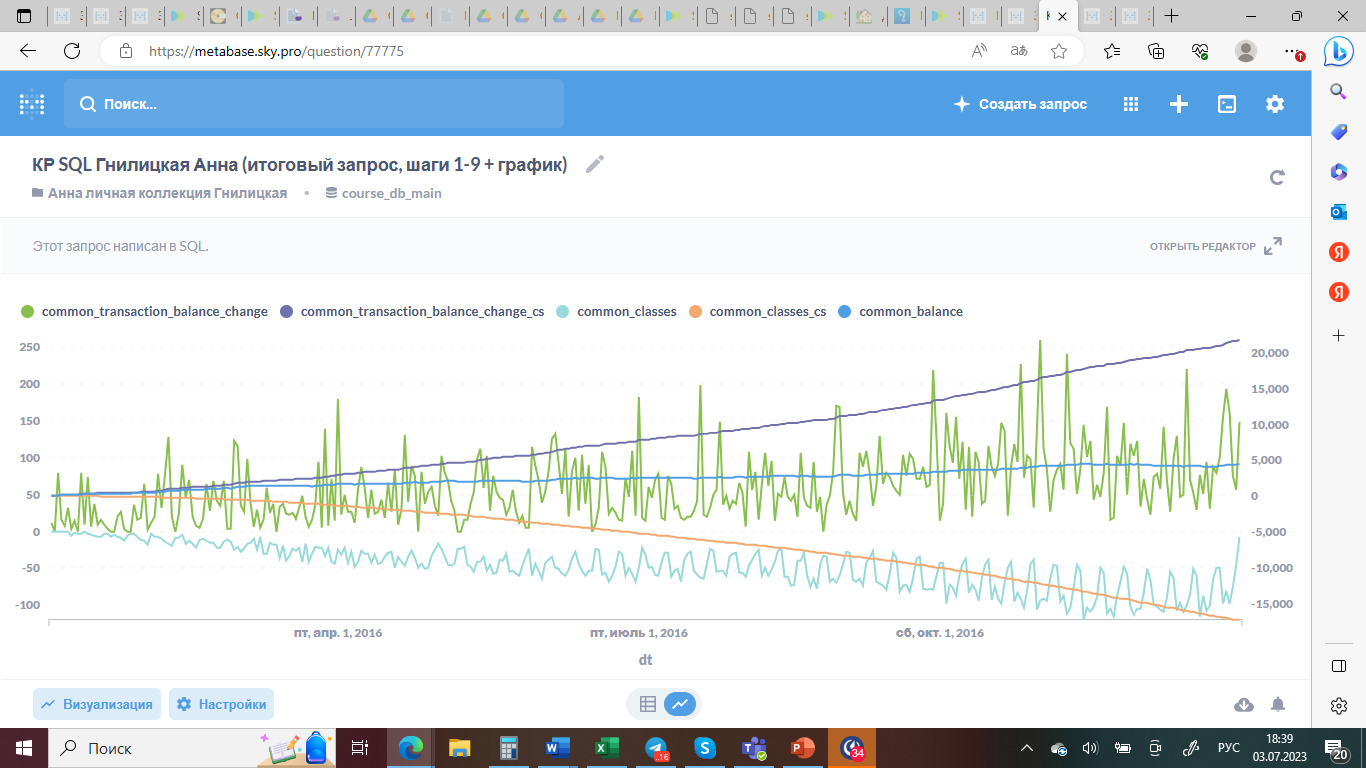 https://metabase.sky.pro/question/77775
Поиск...
Создать запрос
КР SQL Гнилицкая Анна (итоговый запрос, шаги 1-9 + график)
Анна личная коллекция Гнилицкая • course_db_main
Этот запрос написан в SQL.
ОТКРЫТЬ РЕДАКТОР
common_transaction_balance_change common_transaction_balance_change_cs common_classes common_classes_cs common_balance
250
200
150
100
50
0
-50
-100
20,000
15,000
10,000
5,000
0
-5,000
-10,000
-15,000
пт, апр. 1, 2016
пт, июль 1, 2016
сб, окт. 1, 2016
dt
Визуализация
Настройки
Поиск
..16
34
РУС
18:39
03.07.2023
20